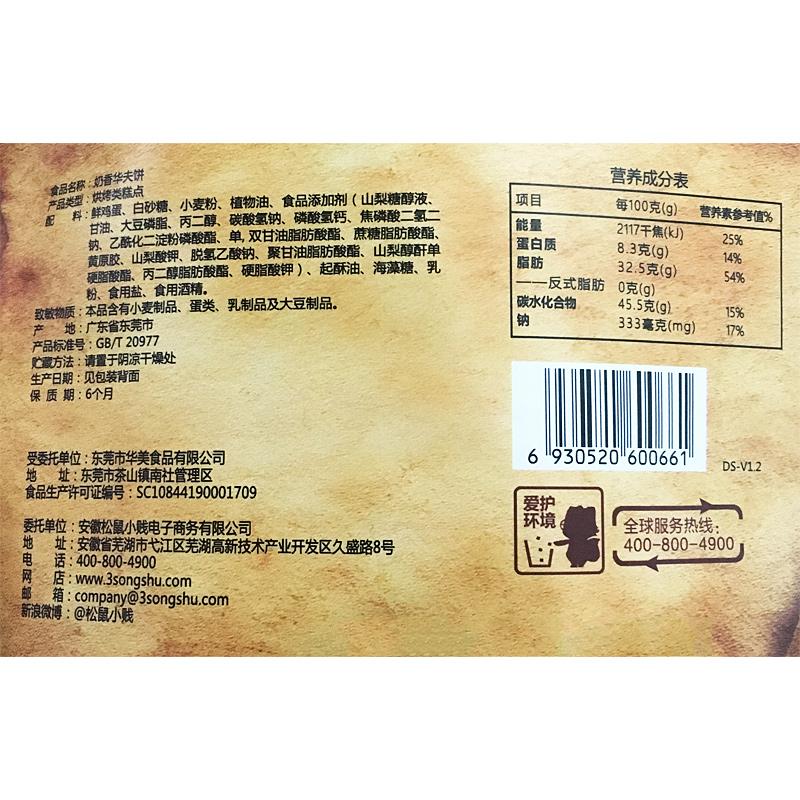 食品名称：奶香华夫饼
产品类型：烘烤类糕点
配 料：鲜鸡蛋、白砂糖、小麦粉、植物油、食品添加剂（山梨糖醇液、
甘油、大豆磷脂、丙二醇、碳酸氢钠、磷酸氢钙、焦磷酸二氢二
钠、乙酰化二淀粉磷酸酯、单,双甘油脂肪酸酯、蔗糖脂肪酸酯、
黄原胶、山梨酸钾、脱氢乙酸钠、聚甘油脂肪酸酯、山梨醇酐单
硬脂酸酯、丙二醇脂肪酸酯、硬脂酸钾）、起酥油、海藻糖、乳
粉、食用盐、食用酒精。
致敏物质：本品含有小麦制品、蛋类、乳制品及大豆制品。
产 地：广东省东莞市
产品标准号：GB/T 20977
贮藏方法：请置于阴凉干燥处
生产日期：见包装背面
保 质 期：6个月
受委托单位：东莞市华美食品有限公司
地 址：东莞市茶山镇南社管理区
食品生产许可证编号：SC10844190001709
委托单位：安徽松鼠小贱电子商务有限公司
地 址：安徽省芜湖市弋江区芜湖高新技术产业开发区久盛路8号
电 话：400-800-4900
网 店：www.3songshu.com
邮 箱：company@3songshu.com
新浪微博：@松鼠小贱
营养成分表
项目 每100克(g) 营养素参考值%
能量 2117千焦(kJ) 25%
蛋白质 8.3克(g) 14%
脂肪 32.5克(g) 54%
——反式脂肪 0克(g)
碳水化合物 45.5克(g) 15%
钠 333毫克(mg) 17%
6 930520 600661
DS-V1.2
爱护
环境
全球服务热线：
400-800-4900